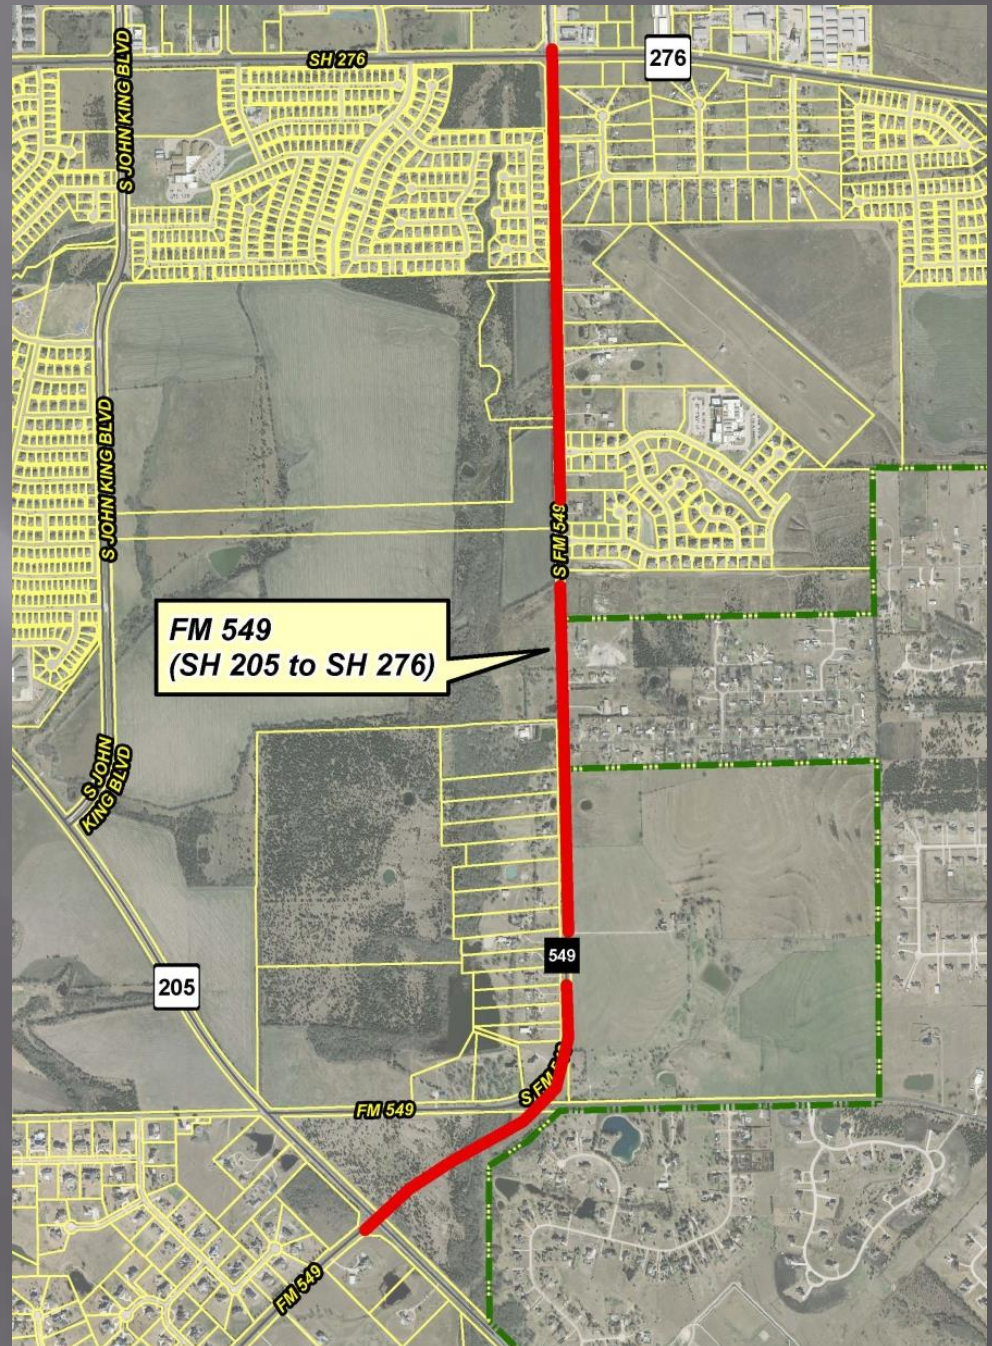 SH 276
276
S JOHN KING BLVD
S JOHN KING BLVD
S FM 549
FM 549
(SH 205 to SH 276)
S JOHN
KING BLVD
549
205
S FM
FM 549
FM 549